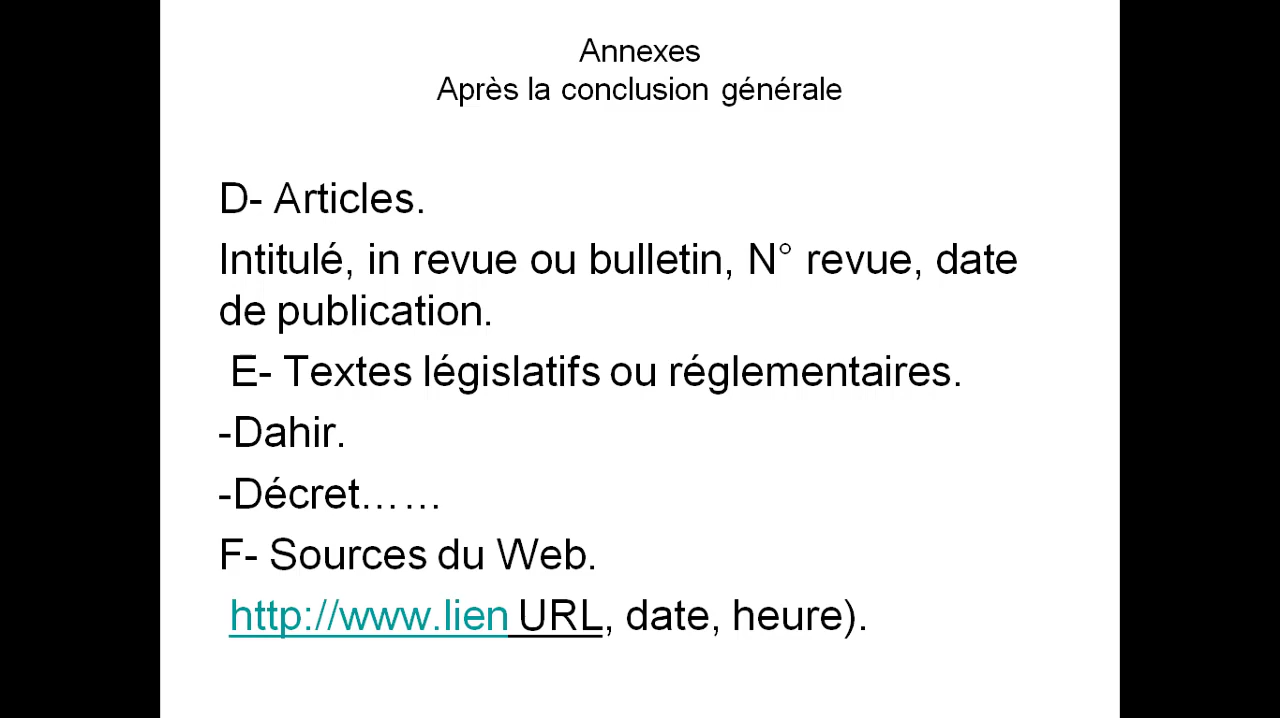 Annexes
Après la conclusion générale
D- Articles.
Intitulé, in revue ou bulletin, N° revue, date
de publication.
E- Textes législatifs ou réglementaires.
-Dahir.
-Décret……
F- Sources du Web.
http://www.lien URL, date, heure).